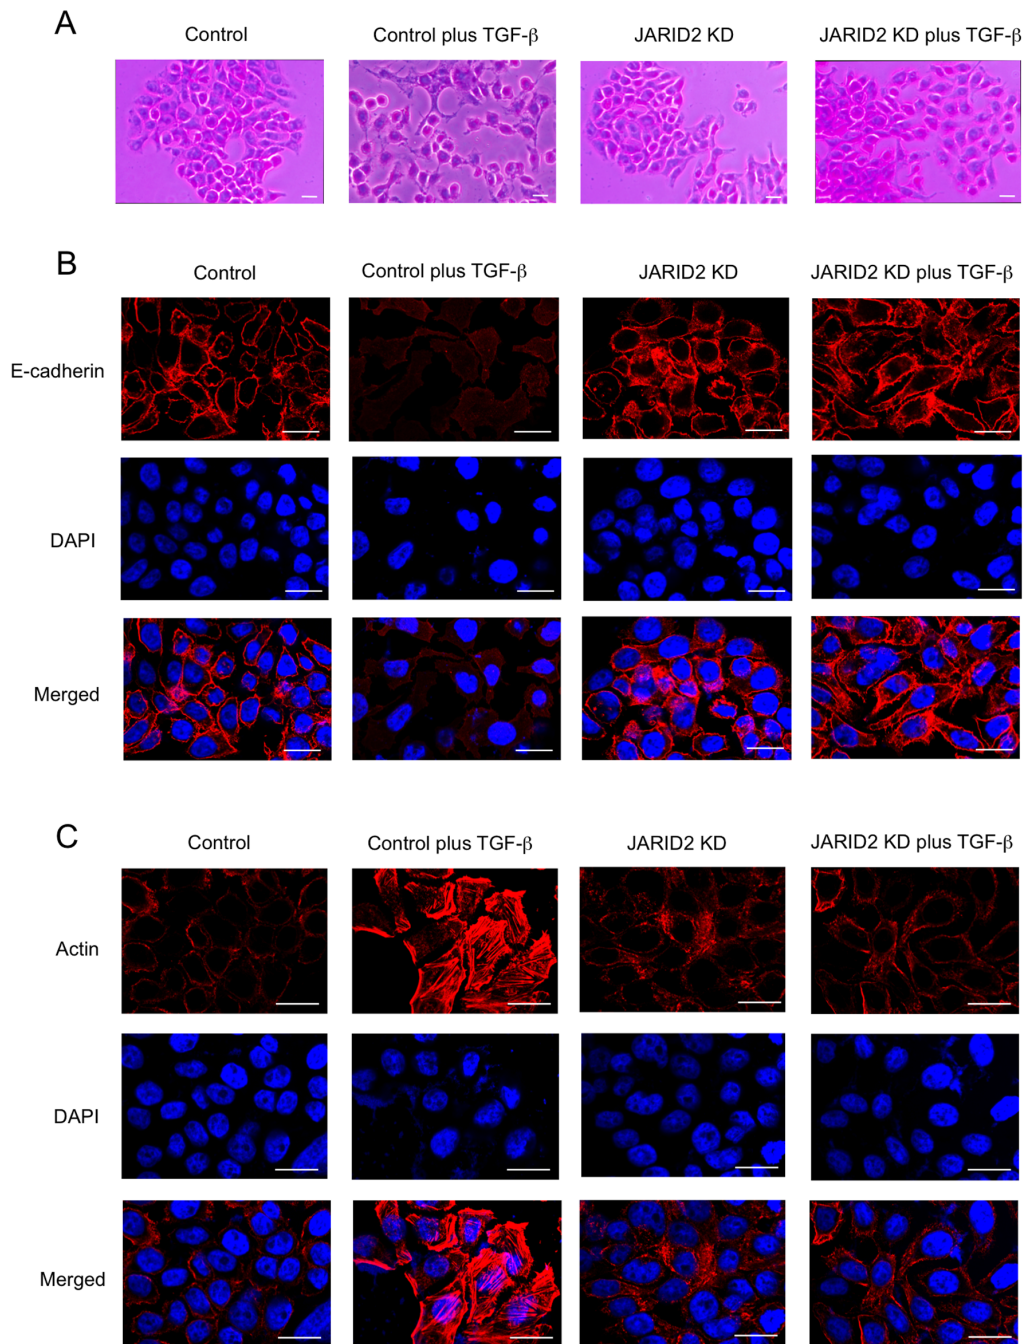 A
Control
Control plus TGF-β
JARID2 KD
JARID2 KD plus TGF-β
B
Control
Control plus TGF-β
JARID2 KD
JARID2 KD plus TGF-β
E-cadherin
DAPI
Merged
C
Control
Control plus TGF-β
JARID2 KD
JARID2 KD plus TGF-β
Actin
DAPI
Merged